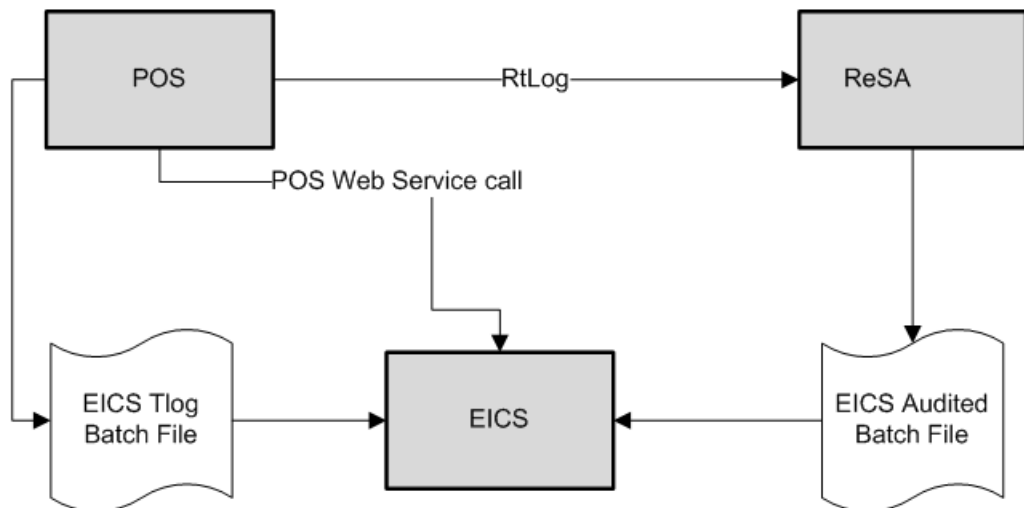 POS
RtLog
ReSA
POS Web Service call
EICS Tlog
Batch File
EICS
EICS Audited
Batch File